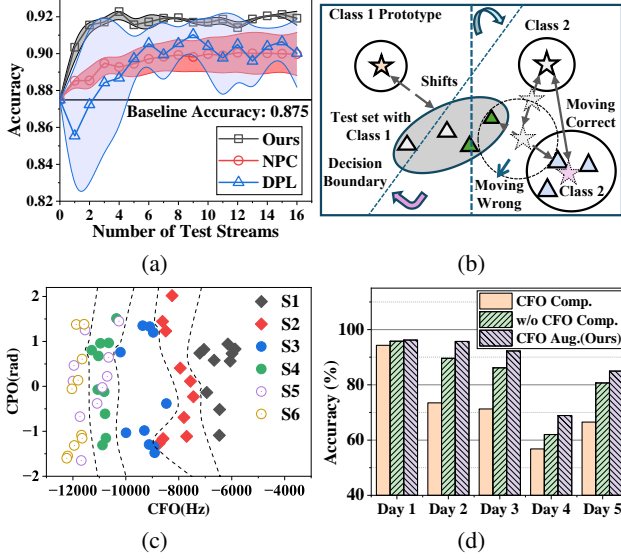 Accuracy
0.92
0.90
0.88
0.86
0.84
0.82
Baseline Accuracy: 0.875
Ours
NPC
DPL
0 2 4 6 8 10 12 14 16
Number of Test Streams
(a)
Class 1 Prototype
Class 2
Shifts
Test set with
Class 1
Moving
Correct
Decision
Boundary
Moving
Wrong
Class 2
(b)
CPO(rad)
2
1
0
−1
−2
S1
S2
S3
S4
S5
S6
−12000 −10000 −8000 −6000 −4000
CFO(Hz)
(c)
Accuracy (%)
100
80
60
40
CFO Comp.
w/o CFO Comp.
CFO Aug.(Ours)
Day 1 Day 2 Day 3 Day 4 Day 5
(d)